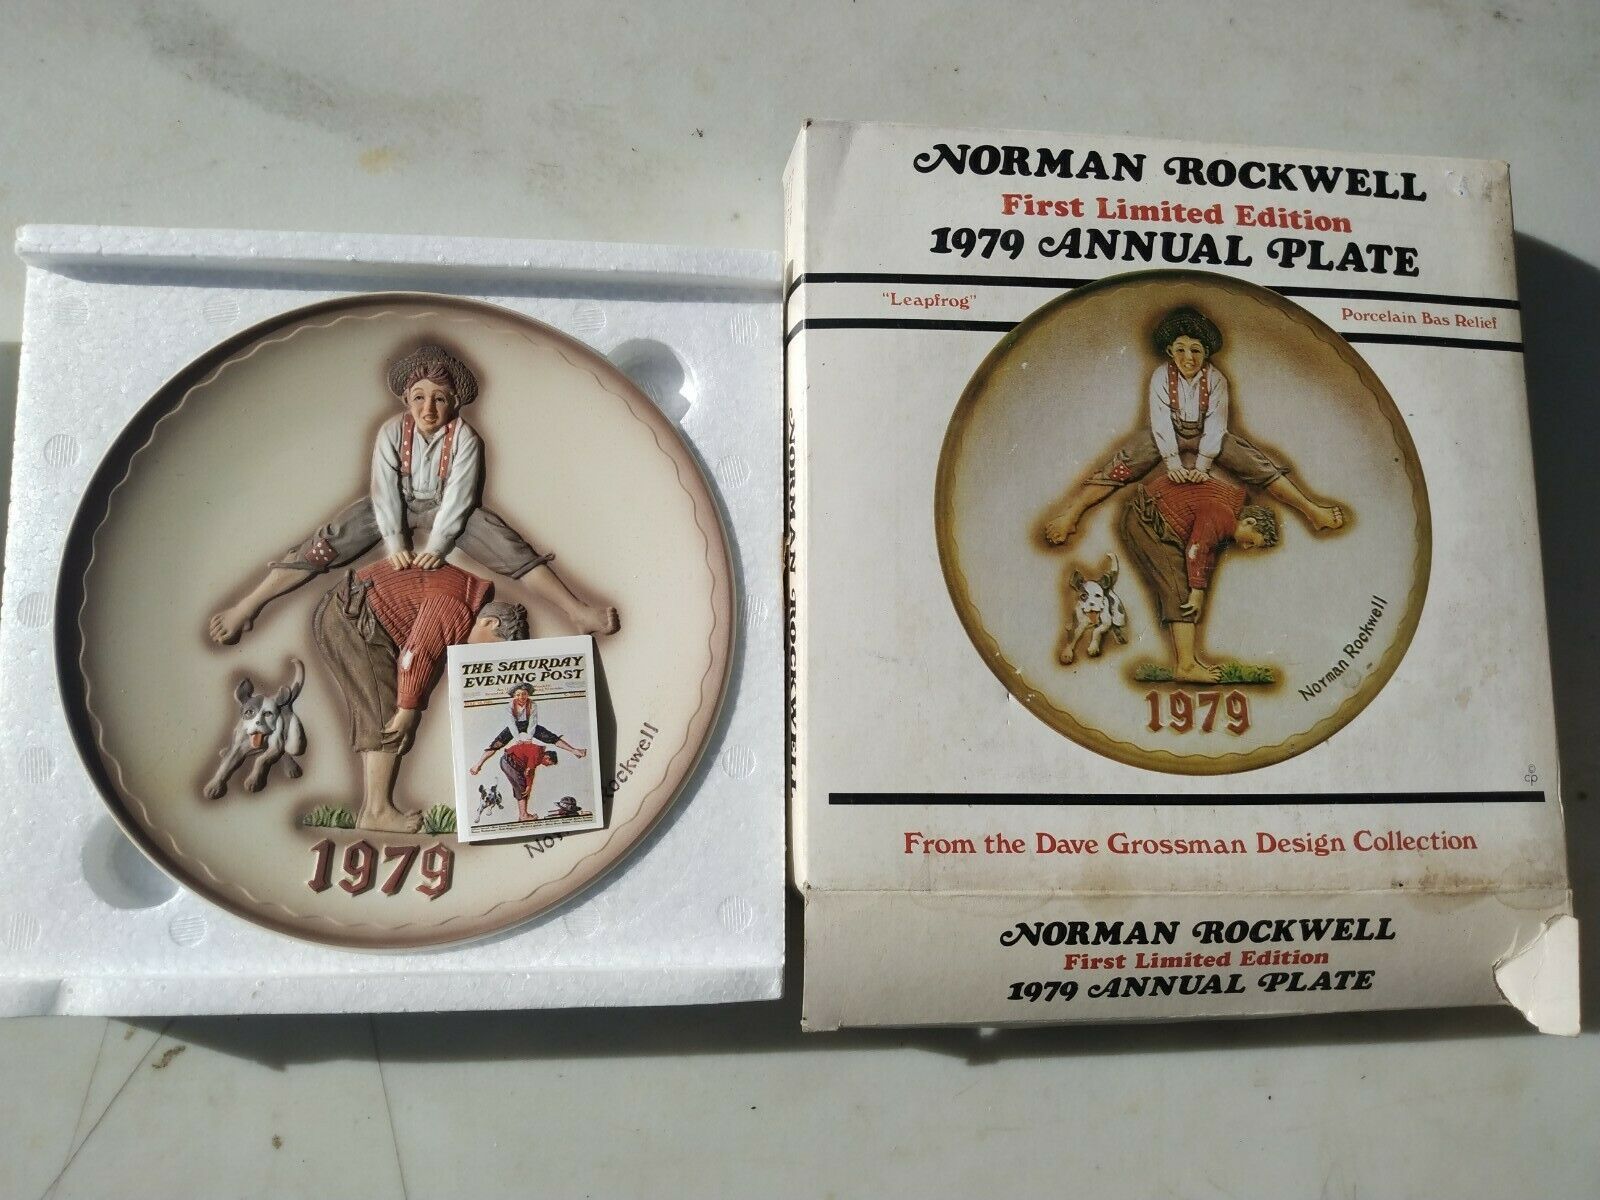 1979
Rockwell
THE SATURDAY
EVENING POST
NORMAN ROCKWELL
First Limited Edition
1979 ANNUAL PLATE
"Leapfrog"
Porcelain Bas Relief
1979
Norman Rockwell
© cp
From the Dave Grossman Design Collection
NORMAN ROCKWELL
First Limited Edition
1979 ANNUAL PLATE
NORMAN ROCKWELL